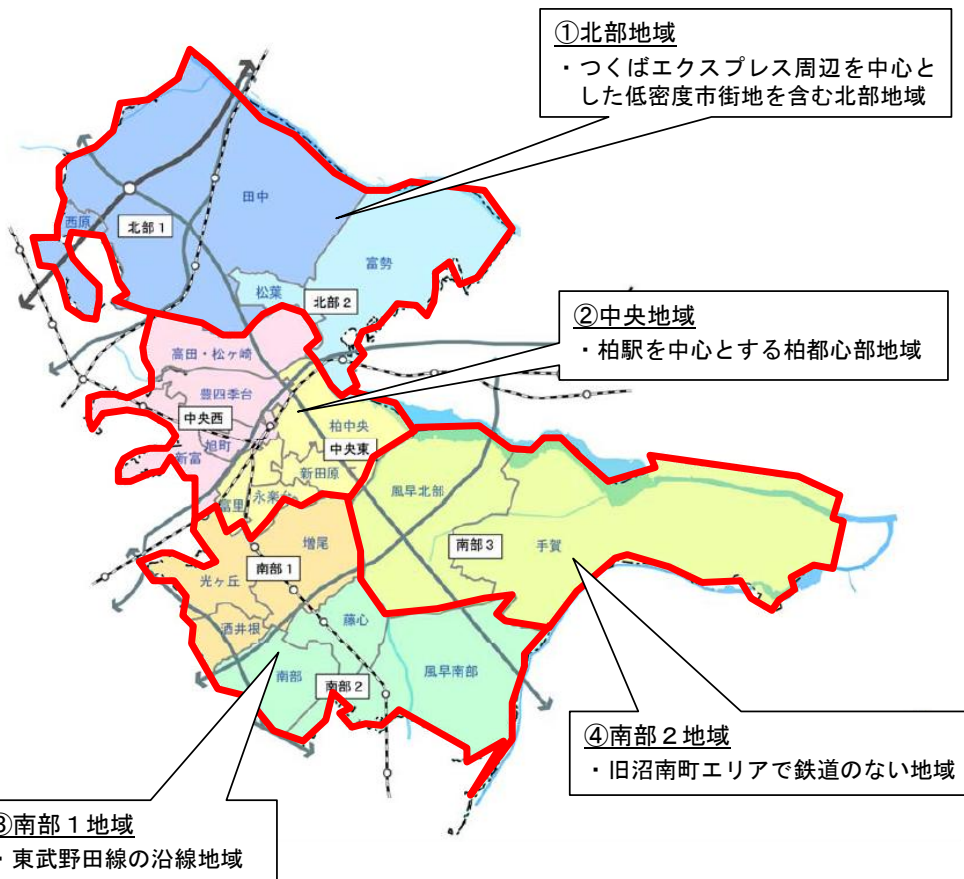 ①北部地域
・つくばエクスプレス周辺を中心と
した低密度市街地を含む北部地域
田中
西原
北部１
富勢
松葉
北部２
②中央地域
・柏駅を中心とする柏都心部地域
高田・松ヶ崎
豊四季台
中央西
柏中央
旭町
中央東
新富
新田原
富里
永楽台
風早北部
増尾
南部３
手賀
南部１
光ヶ丘
藤心
酒井根
南部
風早南部
南部２
④南部２地域
・旧沼南町エリアで鉄道のない地域
③南部１地域
・東武野田線の沿線地域